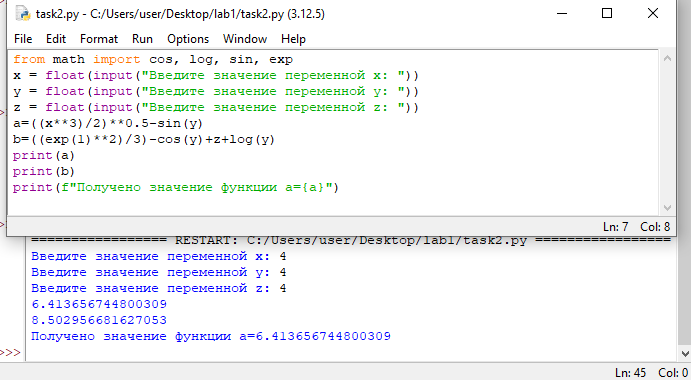 task2.py - C:/Users/user/Desktop/lab1/task2.py (3.12.5)
File Edit Format Run Options Window Help
from math import cos, log, sin, exp
x = float(input("Введите значение переменной x: "))
y = float(input("Введите значение переменной y: "))
z = float(input("Введите значение переменной z: "))
a=((x**3)/2)**0.5-sin(y)
b=((exp(1)**2)/3)-cos(y)+z+log(y)
print(a)
print(b)
print(f"Получено значение функции a={a}")
Ln: 7 Col: 8
================= RESTART: C:/Users/user/Desktop/lab1/task2.py =================
Введите значение переменной x: 4
Введите значение переменной y: 4
Введите значение переменной z: 4
6.413656744800309
8.502956681627053
Получено значение функции a=6.413656744800309
>>>
Ln: 45 Col: 0